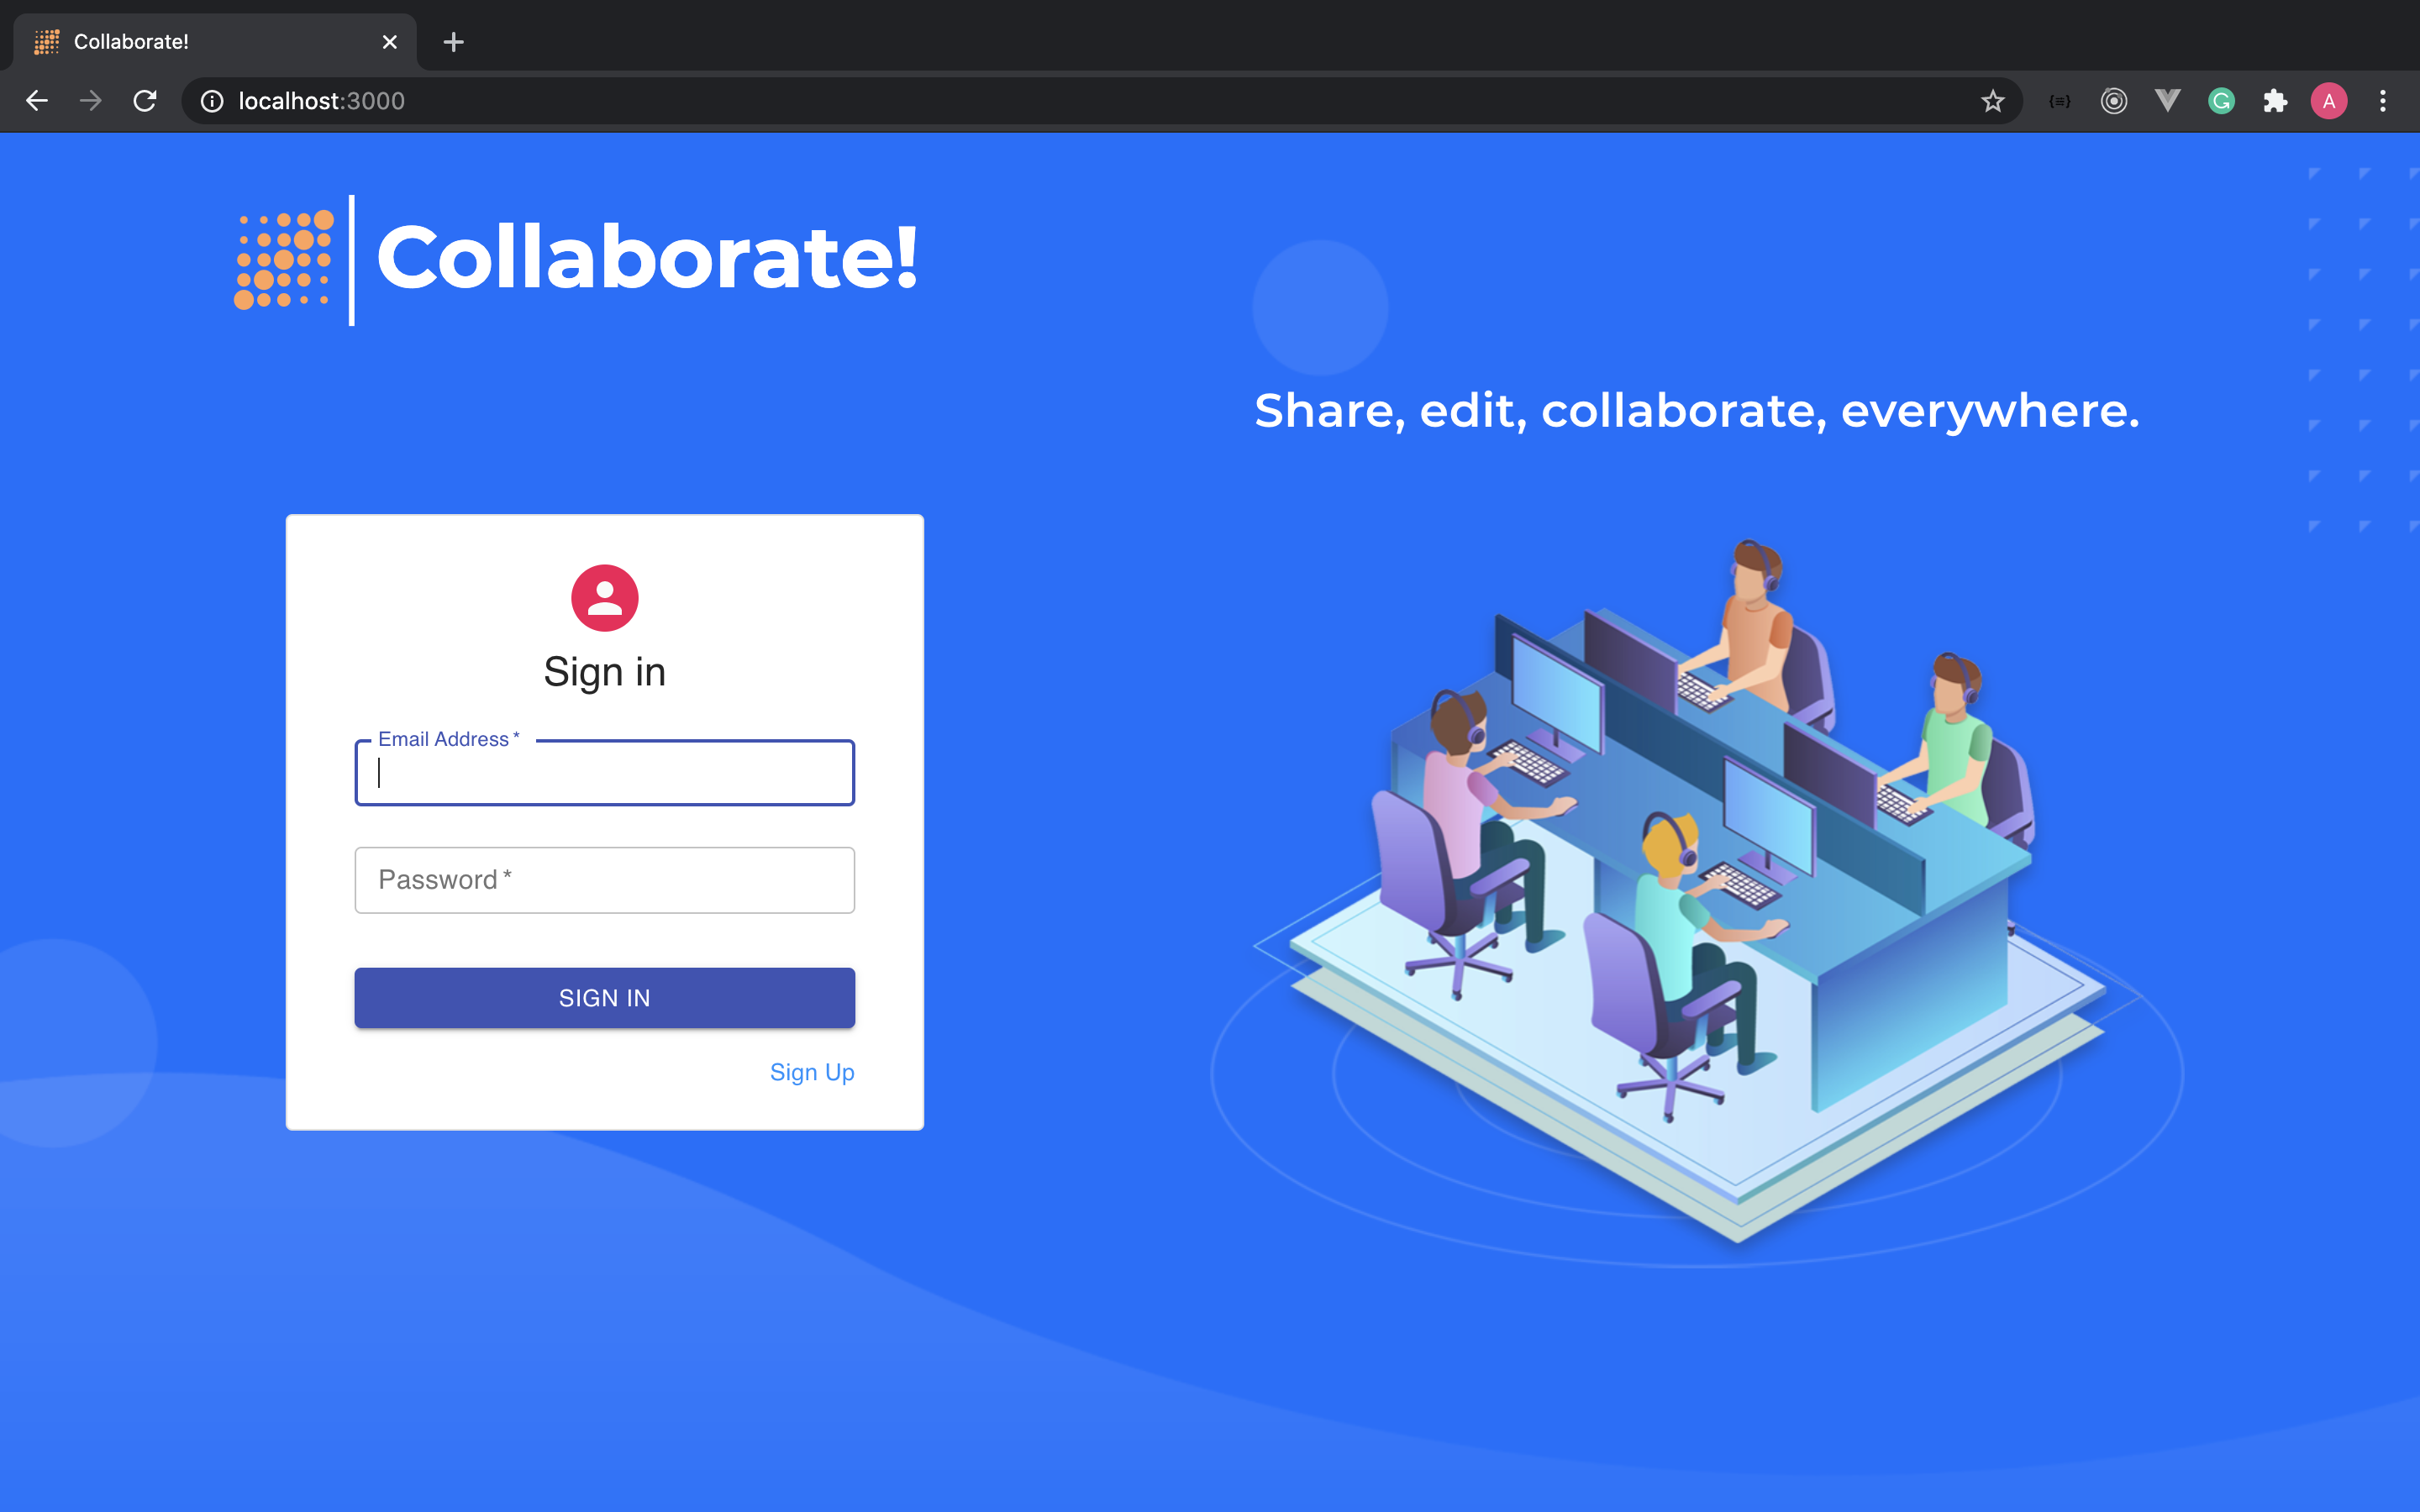 Collaborate!
localhost:3000
{≡}
G
A
Collaborate!
Share, edit, collaborate, everywhere.
Sign in
Email Address *
Password *
SIGN IN
Sign Up